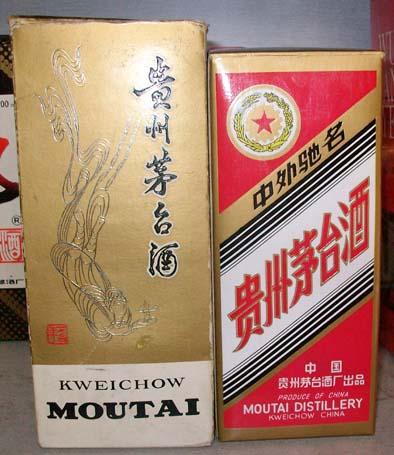 贵州茅台酒
KWEICHOW
MOUTAI
中外驰名
贵州茅台酒
中国
贵州茅台酒厂出品
PRODUCE OF CHINA
MOUTAI DISTILLERY
KWEICHOW CHINA